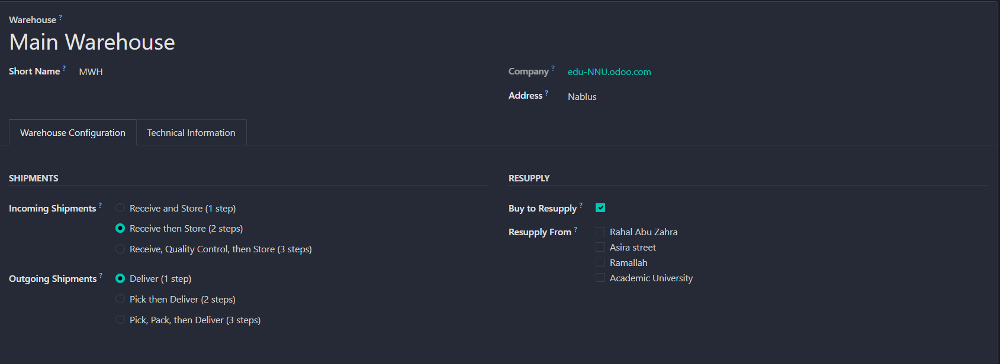 Warehouse ?
Main Warehouse
Short Name ? MWH
Company ? edu-NNU.odoo.com
Address ? Nablus
Warehouse Configuration
Technical Information
SHIPMENTS
Incoming Shipments ?
Receive and Store (1 step)
Receive then Store (2 steps)
Receive, Quality Control, then Store (3 steps)
Outgoing Shipments ?
Deliver (1 step)
Pick then Deliver (2 steps)
Pick, Pack, then Deliver (3 steps)
RESUPPLY
Buy to Resupply ?
Resupply From ?
Rahal Abu Zahra
Asira street
Ramallah
Academic University